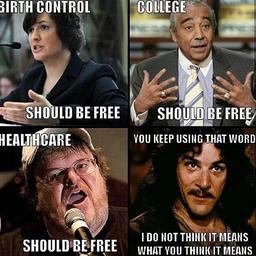 BIRTH CONTROL
SHOULD BE FREE
COLLEGE
SHOULD BE FREE
HEALTHCARE
SHOULD BE FREE
YOU KEEP USING THAT WORD
I DO NOT THINK IT MEANS
WHAT YOU THINK IT MEANS